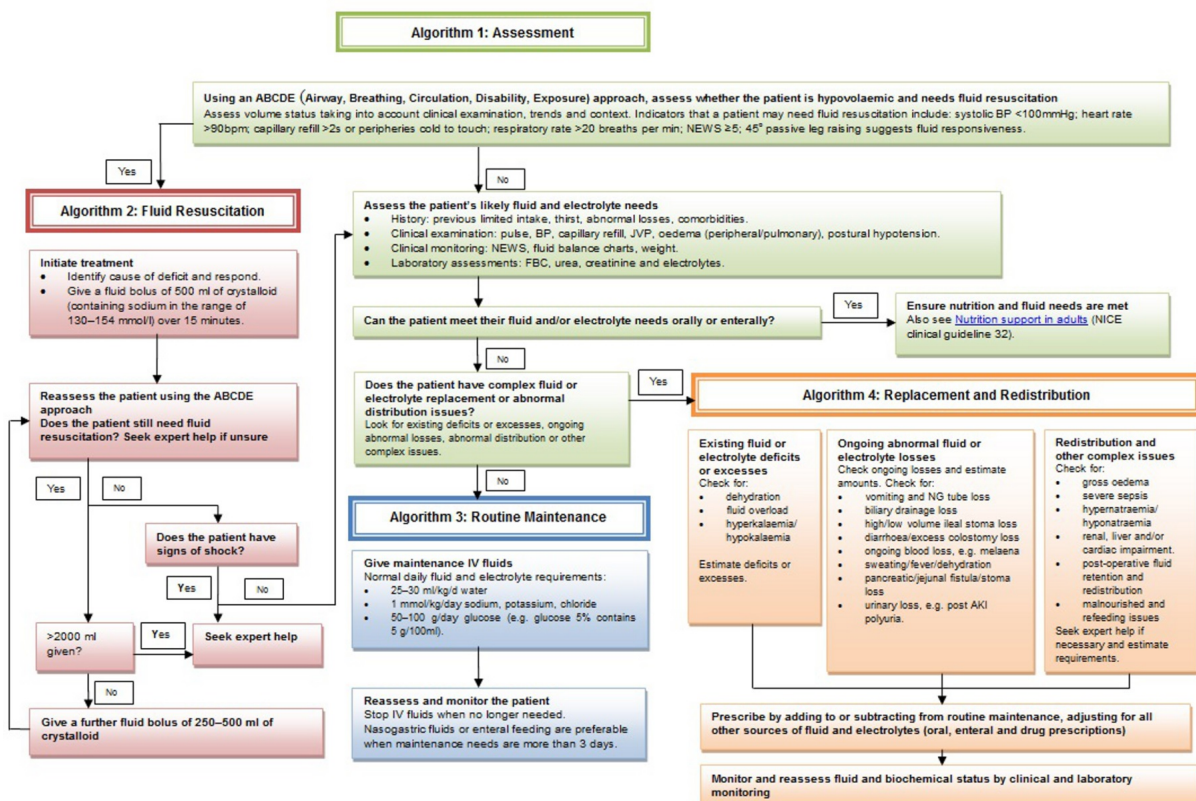 Algorithm 1: Assessment
Using an ABCDE (Airway, Breathing, Circulation, Disability, Exposure) approach, assess whether the patient is hypovolaemic and needs fluid resuscitation
Assess volume status taking into account clinical examination, trends and context. Indicators that a patient may need fluid resuscitation include: systolic BP <100mmHg; heart rate
>90bpm; capillary refill >2s or peripheries cold to touch; respiratory rate >20 breaths per min; NEWS ≥5; 45° passive leg raising suggests fluid responsiveness.
Yes
No
Algorithm 2: Fluid Resuscitation
Initiate treatment
• Identify cause of deficit and respond.
• Give a fluid bolus of 500 ml of crystalloid
(containing sodium in the range of
130–154 mmol/l) over 15 minutes.
Reassess the patient using the ABCDE
approach
Does the patient still need fluid
resuscitation? Seek expert help if unsure
Yes
No
Does the patient have
signs of shock?
Yes
No
>2000 ml
given?
Yes
Seek expert help
No
Give a further fluid bolus of 250–500 ml of
crystalloid
Assess the patient's likely fluid and electrolyte needs
• History: previous limited intake, thirst, abnormal losses, comorbidities.
• Clinical examination: pulse, BP, capillary refill, JVP, oedema (peripheral/pulmonary), postural hypotension.
• Clinical monitoring: NEWS, fluid balance charts, weight.
• Laboratory assessments: FBC, urea, creatinine and electrolytes.
Can the patient meet their fluid and/or electrolyte needs orally or enterally?
Yes
Ensure nutrition and fluid needs are met
Also see Nutrition support in adults (NICE
clinical guideline 32).
No
Does the patient have complex fluid or
electrolyte replacement or abnormal
distribution issues?
Look for existing deficits or excesses, ongoing
abnormal losses, abnormal distribution or other
complex issues.
Yes
No
Algorithm 3: Routine Maintenance
Give maintenance IV fluids
Normal daily fluid and electrolyte requirements:
• 25–30 ml/kg/d water
• 1 mmol/kg/day sodium, potassium, chloride
• 50–100 g/day glucose (e.g. glucose 5% contains
5 g/100ml).
Reassess and monitor the patient
Stop IV fluids when no longer needed.
Nasogastric fluids or enteral feeding are preferable
when maintenance needs are more than 3 days.
Algorithm 4: Replacement and Redistribution
Existing fluid or
electrolyte deficits
or excesses
Check for:
• dehydration
• fluid overload
• hyperkalaemia/
hypokalaemia
Estimate deficits or
excesses.
Ongoing abnormal fluid or
electrolyte losses
Check ongoing losses and estimate
amounts. Check for:
• vomiting and NG tube loss
• biliary drainage loss
• high/low volume ileal stoma loss
• diarrhoea/excess colostomy loss
• ongoing blood loss, e.g. melaena
• sweating/fever/dehydration
• pancreatic/jejunal fistula/stoma
loss
• urinary loss, e.g. post AKI
polyuria.
Redistribution and
other complex issues
Check for:
• gross oedema
• severe sepsis
• hypernatraemia/
hyponatraemia
• renal, liver and/or
cardiac impairment.
• post-operative fluid
retention and
redistribution
• malnourished and
refeeding issues
Seek expert help if
necessary and estimate
requirements.
Prescribe by adding to or subtracting from routine maintenance, adjusting for all
other sources of fluid and electrolytes (oral, enteral and drug prescriptions)
Monitor and reassess fluid and biochemical status by clinical and laboratory
monitoring